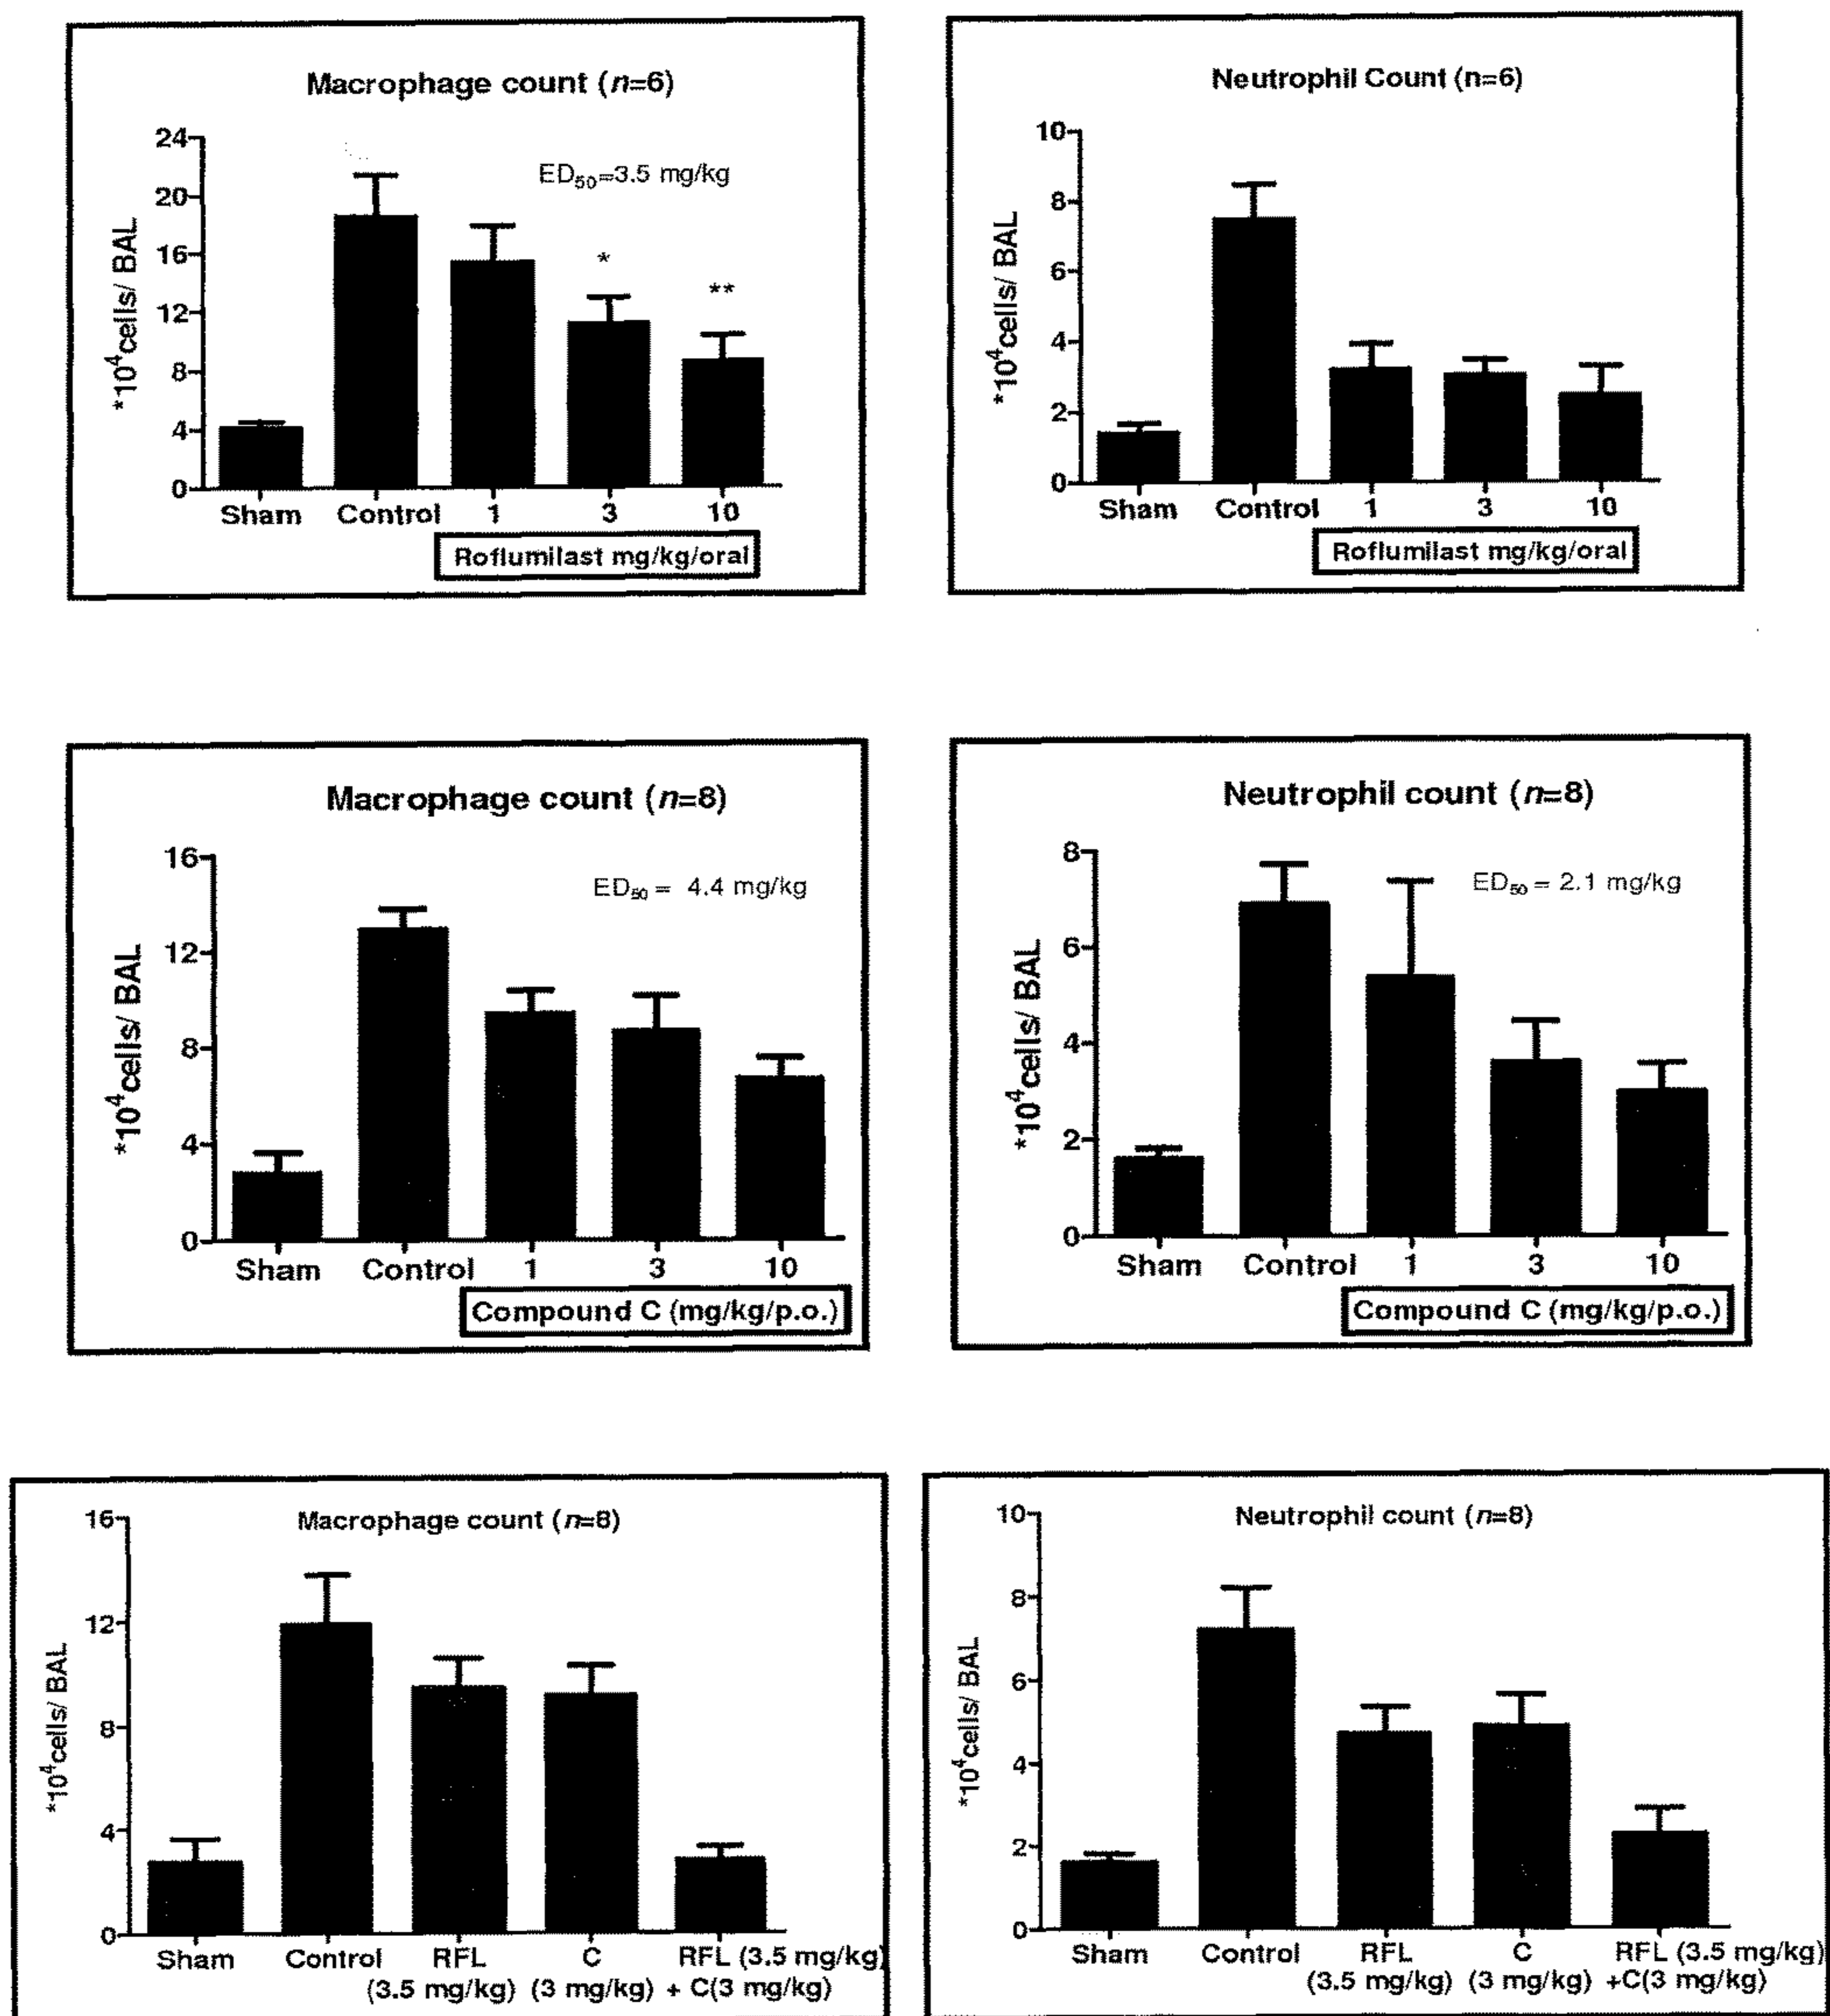 Macrophage count (n=6)
24
20
16
12
8
4
0
*10⁴cells/ BAL
ED₅₀=3.5 mg/kg
*
**
Sham Control 1 3 10
Roflumilast mg/kg/oral
Neutrophil Count (n=6)
10
8
6
4
2
0
*10⁴cells/ BAL
Sham Control 1 3 10
Roflumilast mg/kg/oral
Macrophage count (n=8)
16
12
8
4
0
*10⁴cells/ BAL
ED₅₀ = 4.4 mg/kg
Sham Control 1 3 10
Compound C (mg/kg/p.o.)
Neutrophil count (n=8)
8
6
4
2
0
*10⁴cells/ BAL
ED₅₀ = 2.1 mg/kg
Sham Control 1 3 10
Compound C (mg/kg/p.o.)
Macrophage count (n=8)
16
12
8
4
0
*10⁴cells/ BAL
Sham Control RFL C RFL (3.5 mg/kg)
(3.5 mg/kg) (3 mg/kg) + C(3 mg/kg)
Neutrophil count (n=8)
10
8
6
4
2
0
*10⁴cells/ BAL
Sham Control RFL C RFL (3.5 mg/kg)
(3.5 mg/kg) (3 mg/kg) +C(3 mg/kg)